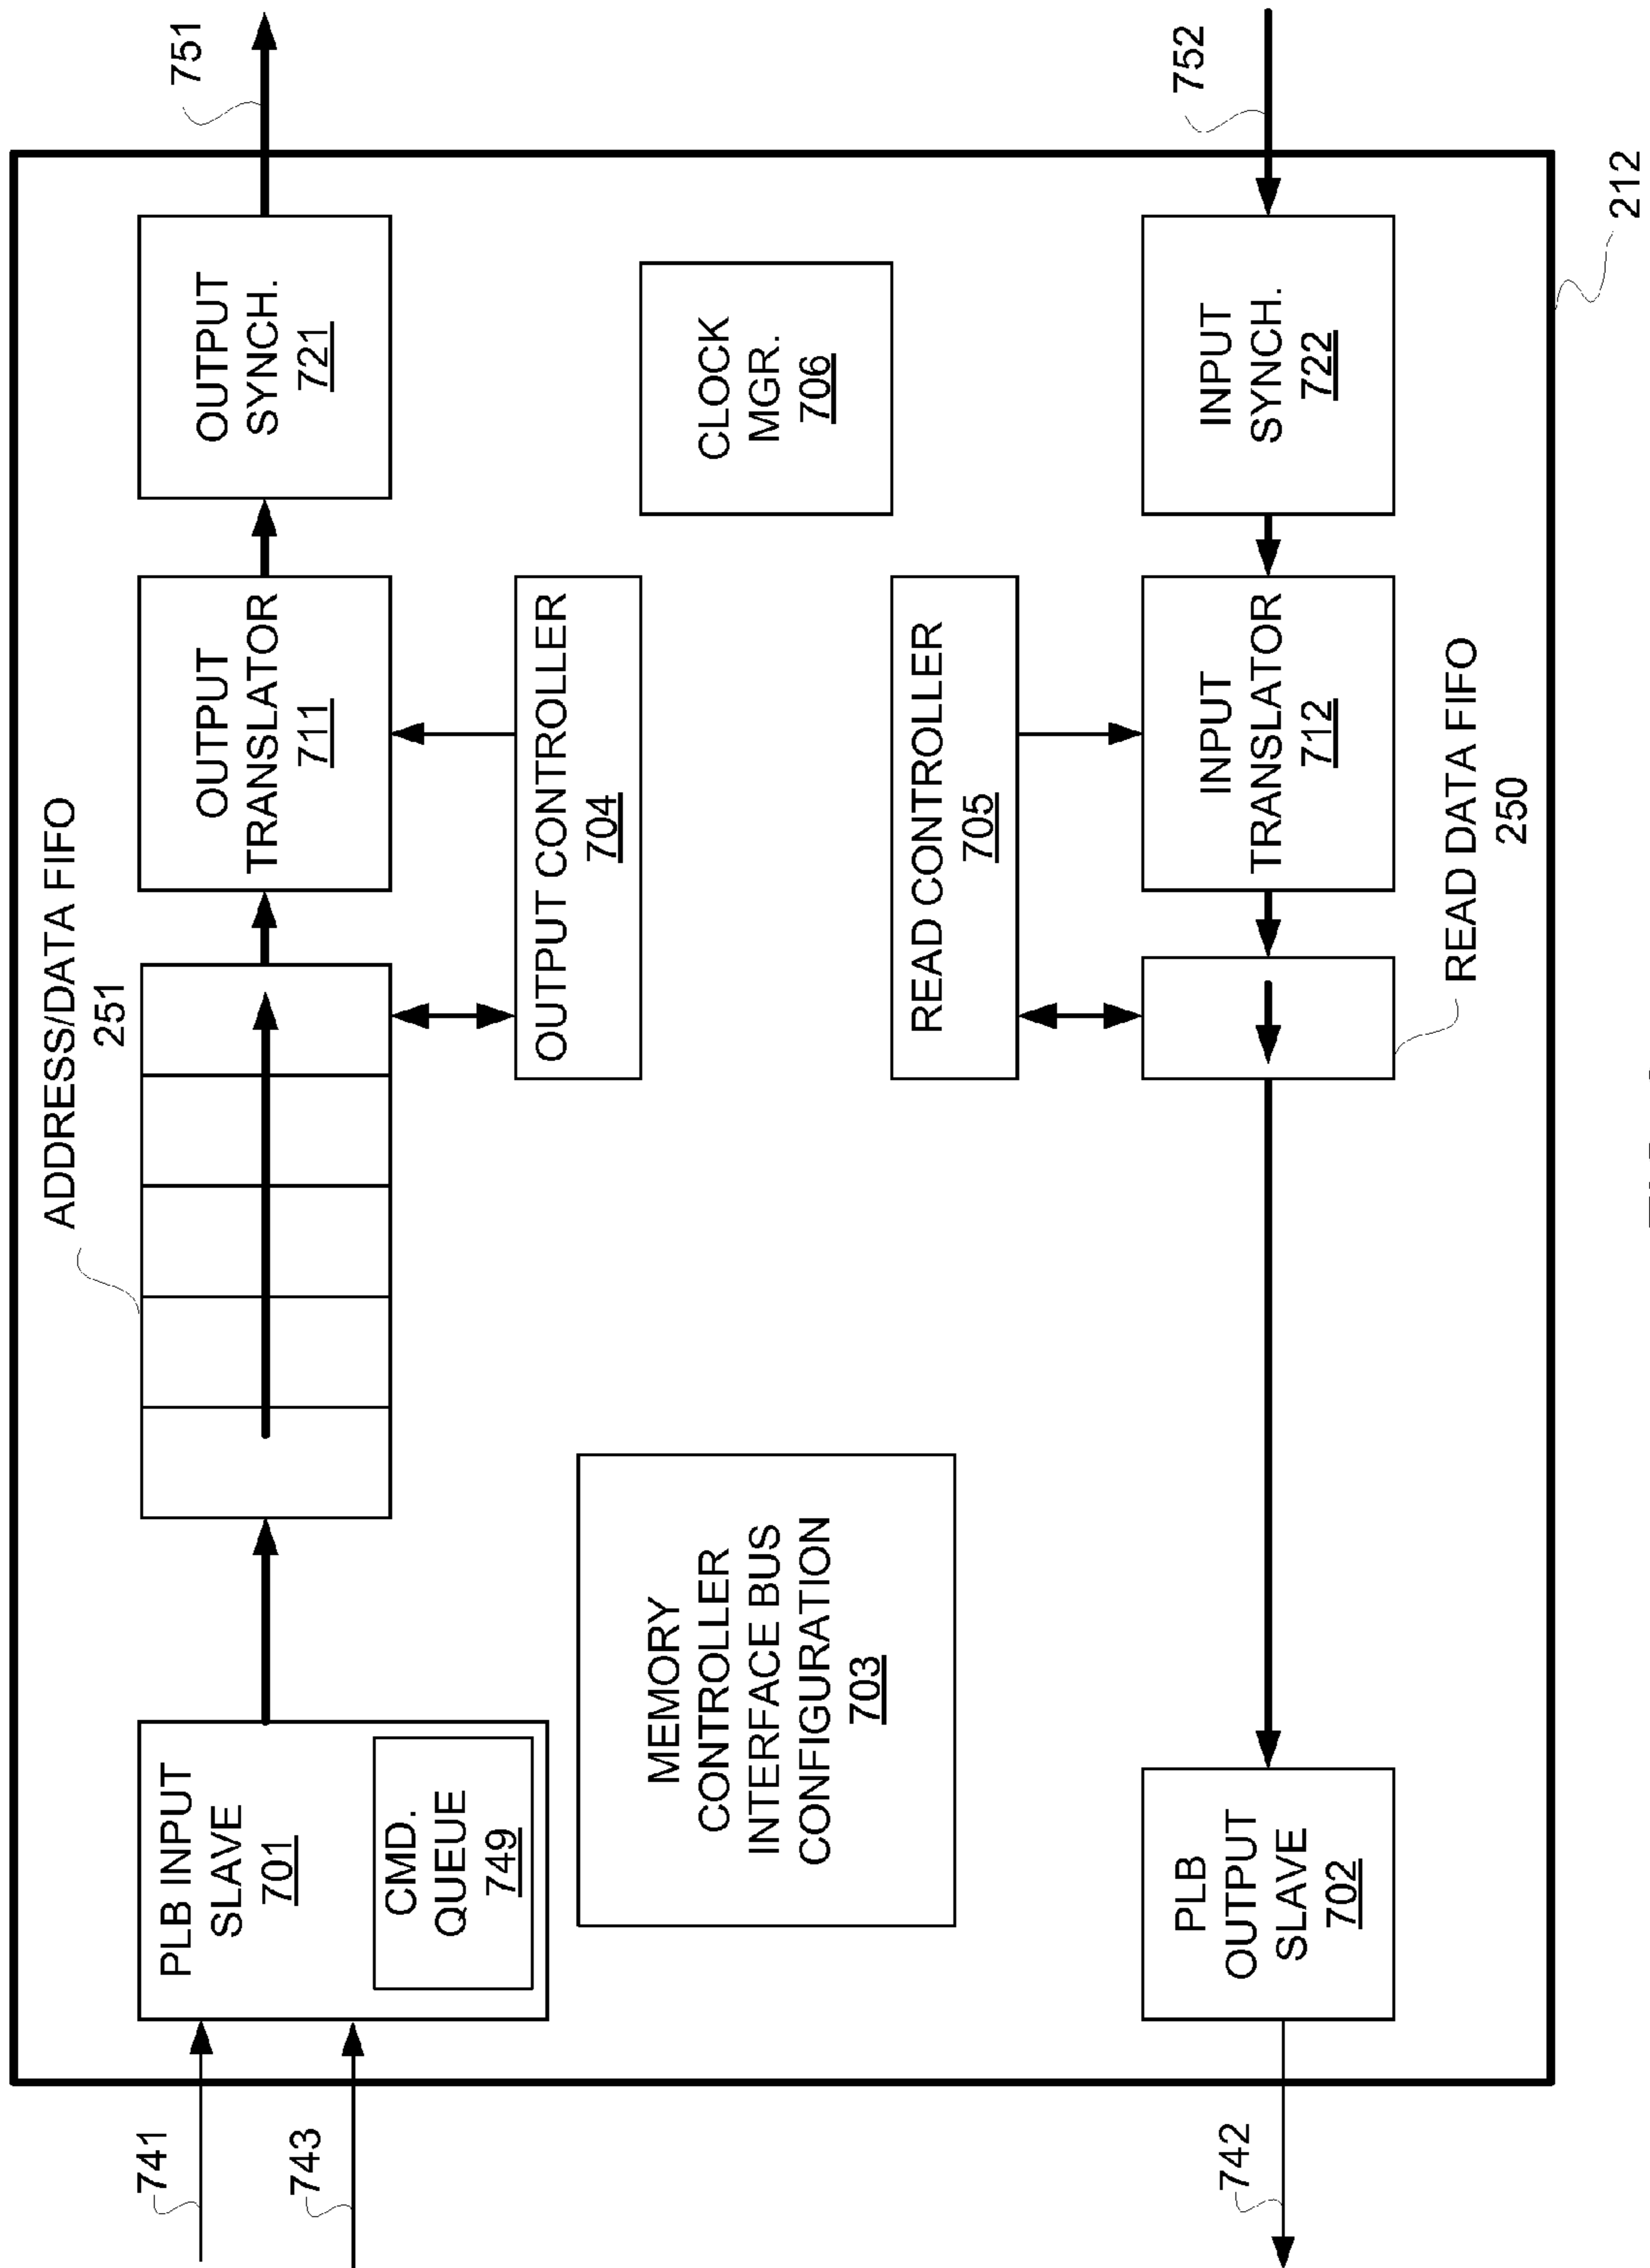 741
743
PLB INPUT
SLAVE
701
CMD.
QUEUE
749
ADDRESS/DATA FIFO
251
OUTPUT
TRANSLATOR
711
OUTPUT
SYNCH.
721
751
OUTPUT CONTROLLER
704
MEMORY
CONTROLLER
INTERFACE BUS
CONFIGURATION
703
CLOCK
MGR.
706
READ CONTROLLER
705
742
PLB
OUTPUT
SLAVE
702
INPUT
TRANSLATOR
712
INPUT
SYNCH.
722
752
READ DATA FIFO
250
212